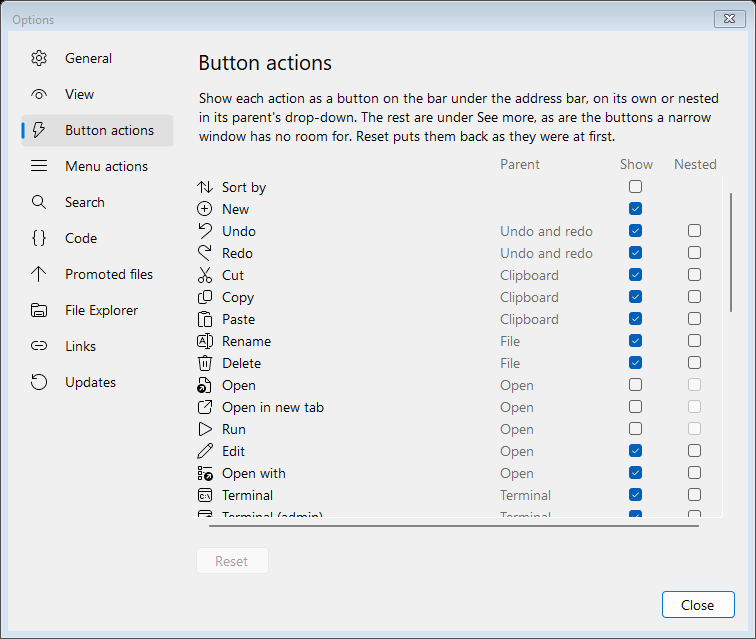 Options
General
View
Button actions
Menu actions
Search
Code
Promoted files
File Explorer
Links
Updates
Button actions
Show each action as a button on the bar under the address bar, on its own or nested
in its parent's drop-down. The rest are under See more, as are the buttons a narrow
window has no room for. Reset puts them back as they were at first.
Parent Show Nested
Sort by
New
Undo Undo and redo
Redo Undo and redo
Cut Clipboard
Copy Clipboard
Paste Clipboard
Rename File
Delete File
Open Open
Open in new tab Open
Run Open
Edit Open
Open with Open
Terminal Terminal
Terminal (admin) Terminal
Reset
Close